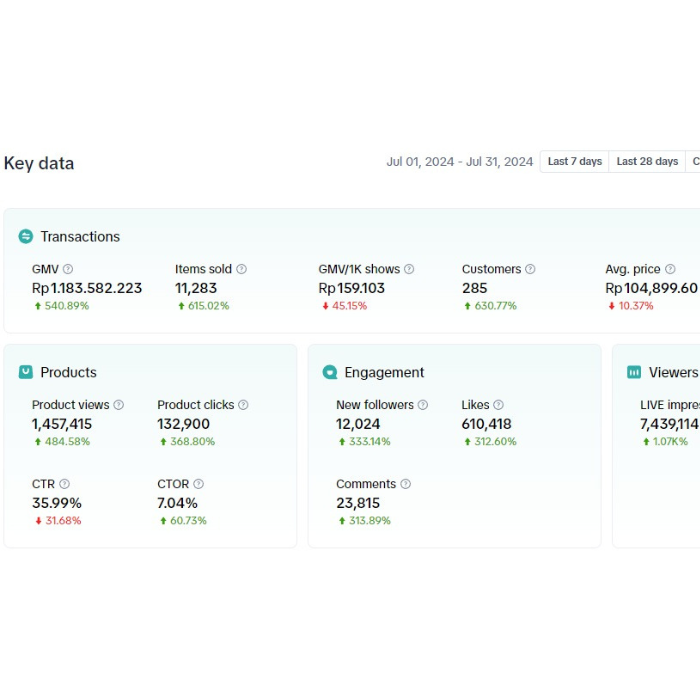 Key data
Jul 01, 2024 - Jul 31, 2024 Last 7 days Last 28 days C
Transactions
GMV Items sold GMV/1K shows Customers Avg. price
Rp1.183.582.223 11,283 Rp159.103 285 Rp104,899.60
540.89% 615.02% 45.15% 630.77% 10.37%
Products Engagement Viewers
Product views Product clicks New followers Likes LIVE impre
1,457,415 132,900 12,024 610,418 7,439,114
484.58% 368.80% 333.14% 312.60% 1.07K%
CTR CTOR Comments
35.99% 7.04% 23,815
31.68% 60.73% 313.89%